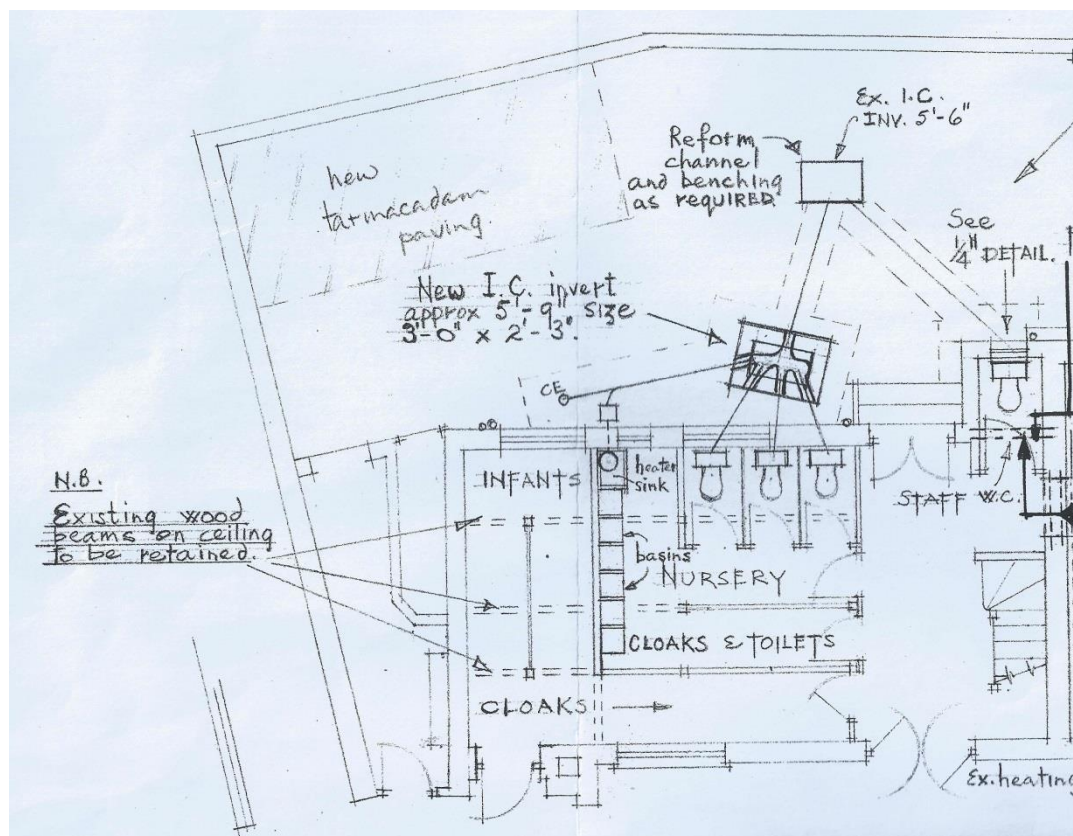 Ex. I.C.
INV. 5'-6"
Reform
channel
and benching
as required.
new
tarmacadam
paving.
See
1/4" DETAIL.
New I.C. invert
approx 5'-9" size
3'-0" x 2'-3".
CE
N.B.
Existing wood
beams on ceiling
to be retained.
INFANTS
heater
sink
STAFF W.C.
basins
NURSERY
CLOAKS & TOILETS
CLOAKS
Ex. heating